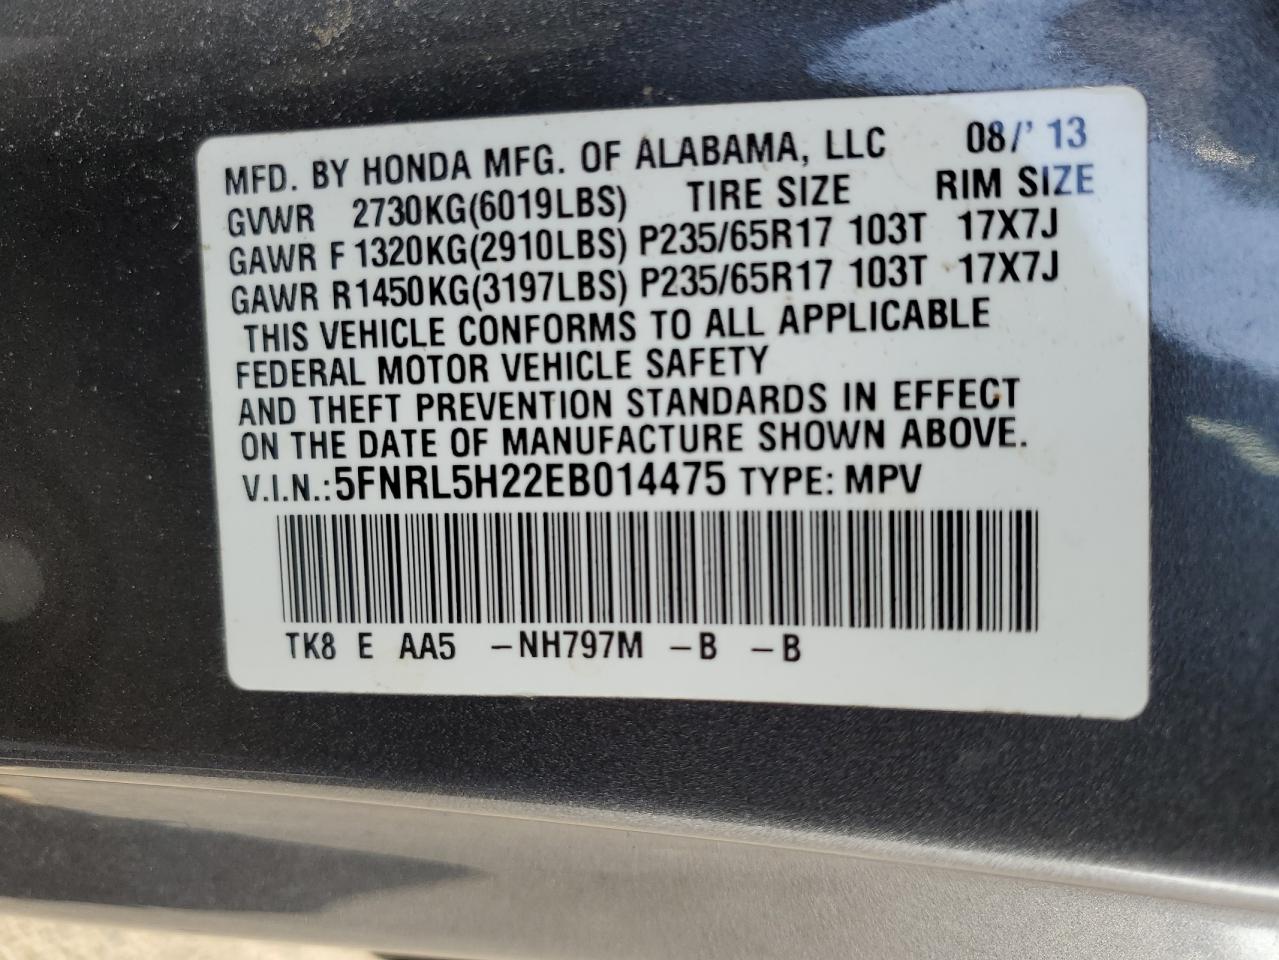 MFD. BY HONDA MFG. OF ALABAMA, LLC 08/' 13
GVWR 2730KG(6019LBS) TIRE SIZE RIM SIZE
GAWR F 1320KG(2910LBS) P235/65R17 103T 17X7J
GAWR R1450KG(3197LBS) P235/65R17 103T 17X7J
THIS VEHICLE CONFORMS TO ALL APPLICABLE
FEDERAL MOTOR VEHICLE SAFETY
AND THEFT PREVENTION STANDARDS IN EFFECT
ON THE DATE OF MANUFACTURE SHOWN ABOVE.
V.I.N.:5FNRL5H22EB014475 TYPE: MPV
TK8 E AA5 -NH797M -B -B